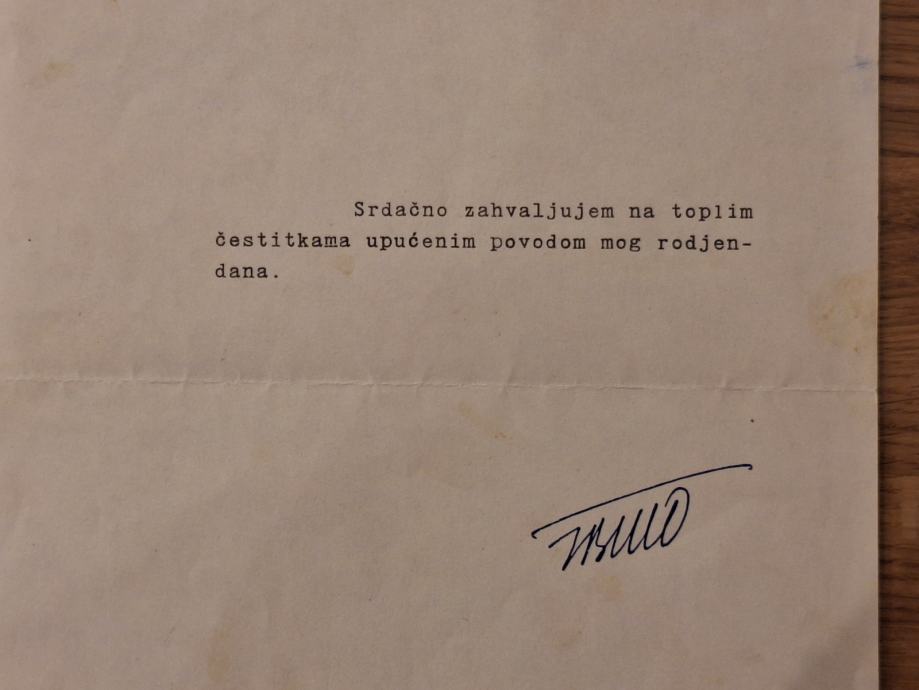 Srdačno zahvaljujem na toplim
čestitkama upućenim povodom mog rodjen-
dana.